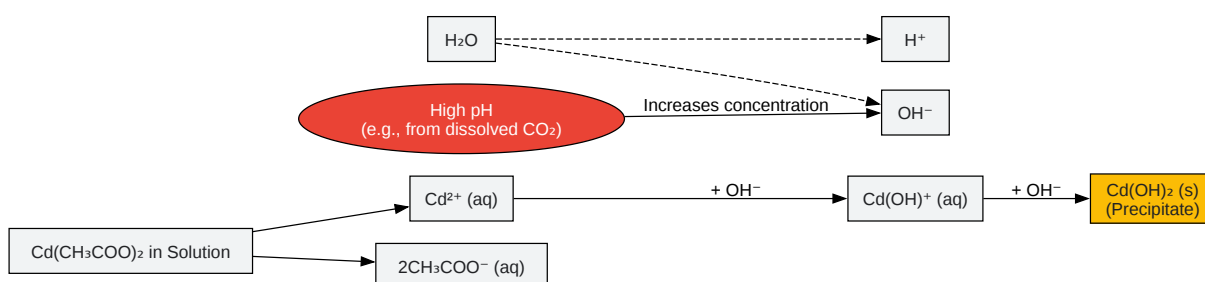 H₂O
H⁺
High pH
(e.g., from dissolved CO₂)
Increases concentration
OH⁻
Cd²⁺ (aq)
+ OH⁻
Cd(OH)⁺ (aq)
+ OH⁻
Cd(OH)₂ (s)
(Precipitate)
Cd(CH₃COO)₂ in Solution
2CH₃COO⁻ (aq)